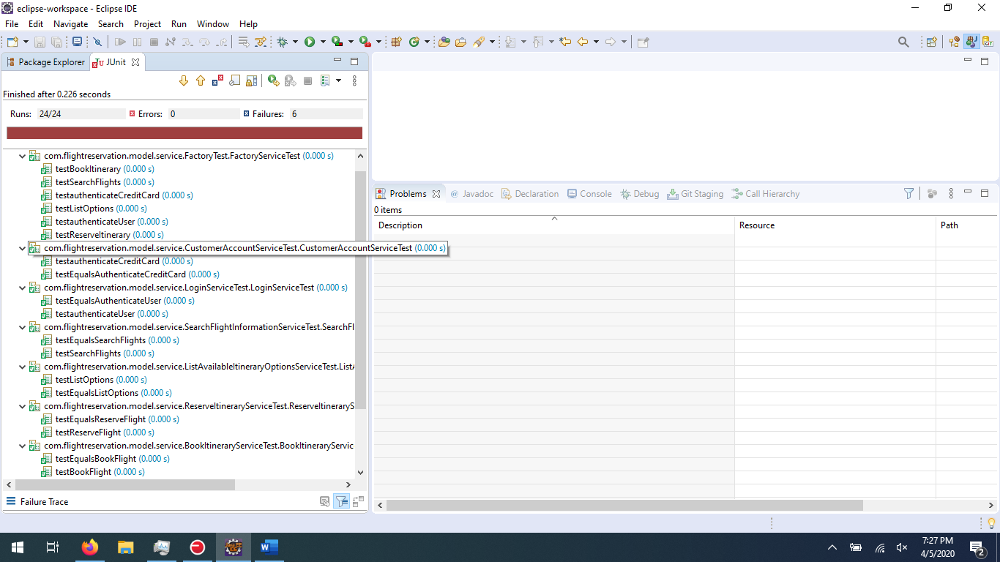 eclipse-workspace - Eclipse IDE
File Edit Navigate Search Project Run Window Help
Package Explorer JUnit
Finished after 0.226 seconds
Runs: 24/24 Errors: 0 Failures: 6
com.flightreservation.model.service.FactoryTest.FactoryServiceTest (0.000 s)
testBookItinerary (0.000 s)
testSearchFlights (0.000 s)
testauthenticateCreditCard (0.000 s)
testListOptions (0.000 s)
testauthenticateUser (0.000 s)
testReserveItinerary (0.000 s)
com.flightreservation.model.service.CustomerAccountServiceTest.CustomerAccountServiceTest (0.000 s)
testauthenticateCreditCard (0.000 s)
testEqualsAuthenticateCreditCard (0.000 s)
com.flightreservation.model.service.LoginServiceTest.LoginServiceTest (0.000 s)
testEqualsAuthenticateUser (0.000 s)
testauthenticateUser (0.000 s)
com.flightreservation.model.service.SearchFlightInformationServiceTest.SearchFl
testEqualsSearchFlights (0.000 s)
testSearchFlights (0.000 s)
com.flightreservation.model.service.ListAvailableItineraryOptionsServiceTest.ListA
testListOptions (0.000 s)
testEqualsListOptions (0.000 s)
com.flightreservation.model.service.ReserveItineraryServiceTest.ReserveItineraryS
testEqualsReserveFlight (0.000 s)
testReserveFlight (0.000 s)
com.flightreservation.model.service.BookItineraryServiceTest.BookItineraryServic
testEqualsBookFlight (0.000 s)
testBookFlight (0.000 s)
Failure Trace
Problems @ Javadoc Declaration Console Debug Git Staging Call Hierarchy
0 items
Description Resource Path
7:27 PM
4/5/2020
2